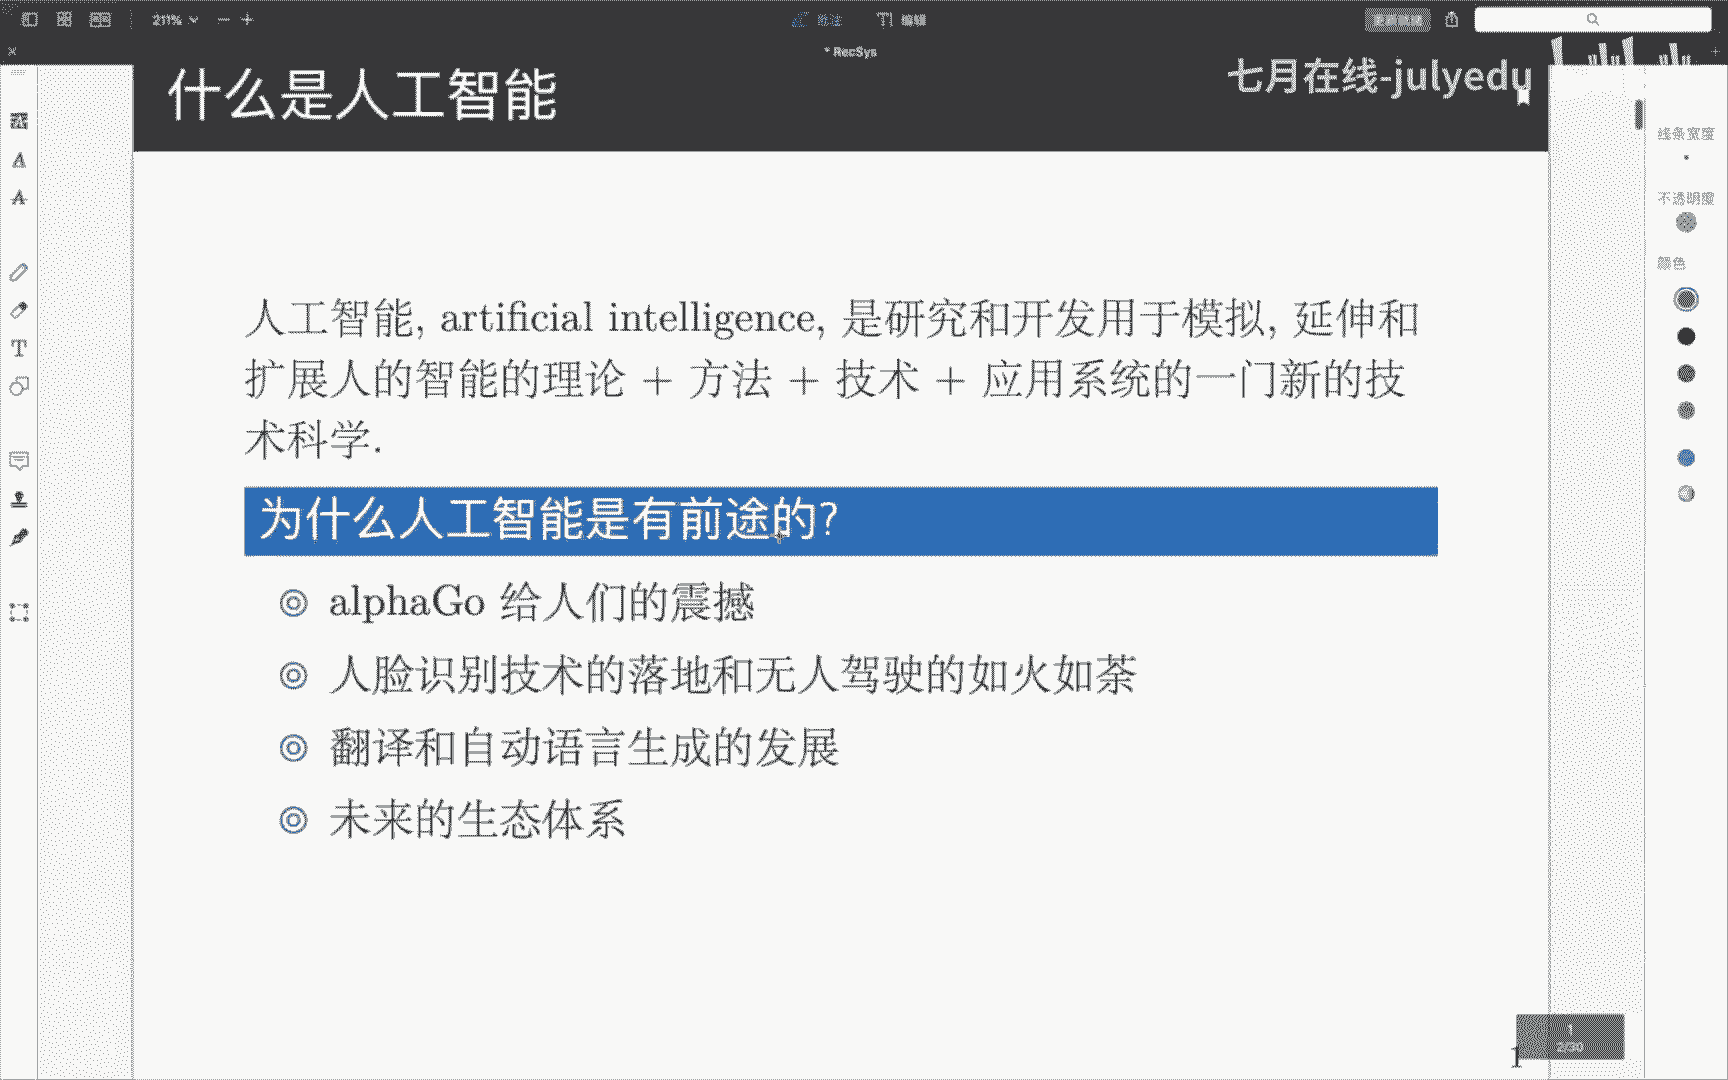 211%
批注
编辑
* RecSys
什么是人工智能
七月在线-julyedu
线条宽度
不透明度
颜色
人工智能, artificial intelligence, 是研究和开发用于模拟, 延伸和
扩展人的智能的理论 + 方法 + 技术 + 应用系统的一门新的技
术科学.
为什么人工智能是有前途的?
alphaGo 给人们的震撼
人脸识别技术的落地和无人驾驶的如火如荼
翻译和自动语言生成的发展
未来的生态体系
1
2/30
1